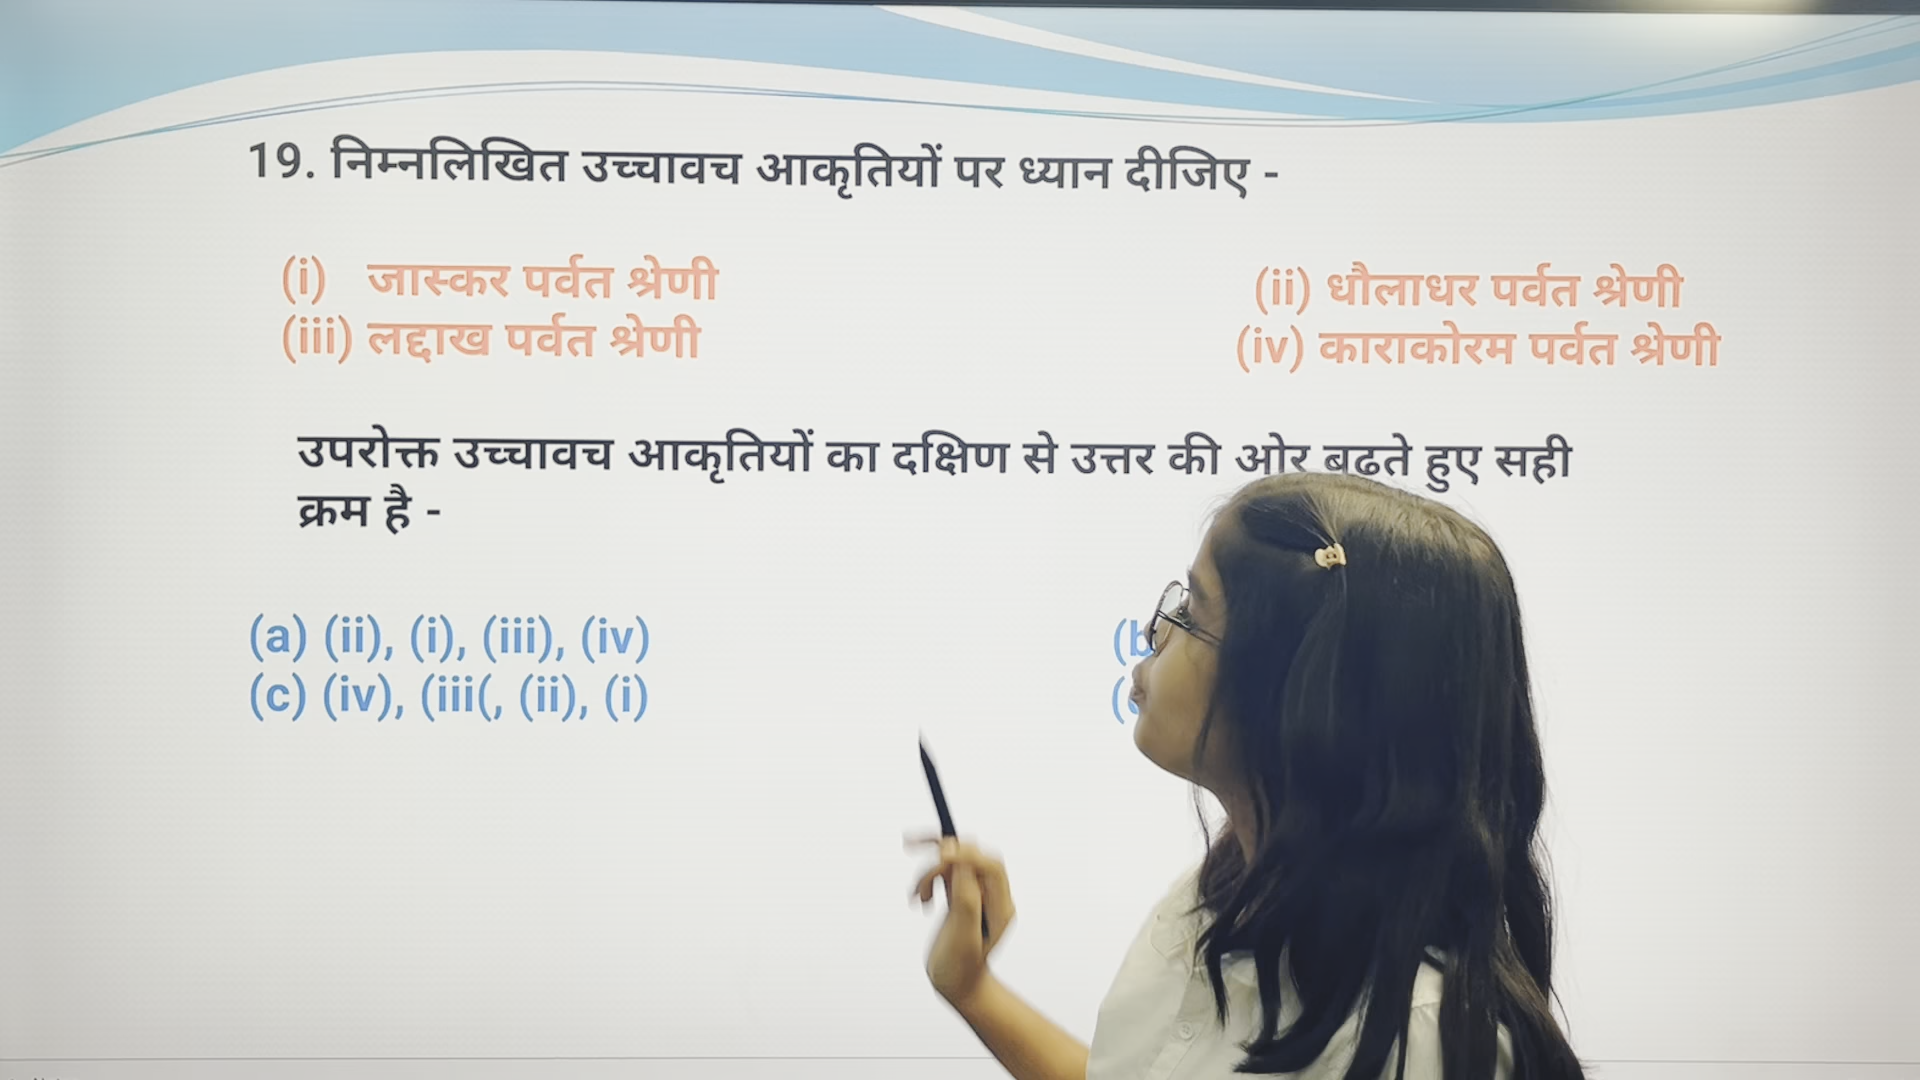 19. निम्नलिखित उच्चावच आकृतियों पर ध्यान दीजिए -
(i) जास्कर पर्वत श्रेणी (ii) धौलाधर पर्वत श्रेणी
(iii) लद्दाख पर्वत श्रेणी (iv) काराकोरम पर्वत श्रेणी
उपरोक्त उच्चावच आकृतियों का दक्षिण से उत्तर की ओर बढते हुए सही
क्रम है -
(a) (ii), (i), (iii), (iv) (b
(c) (iv), (iii(, (ii), (i)